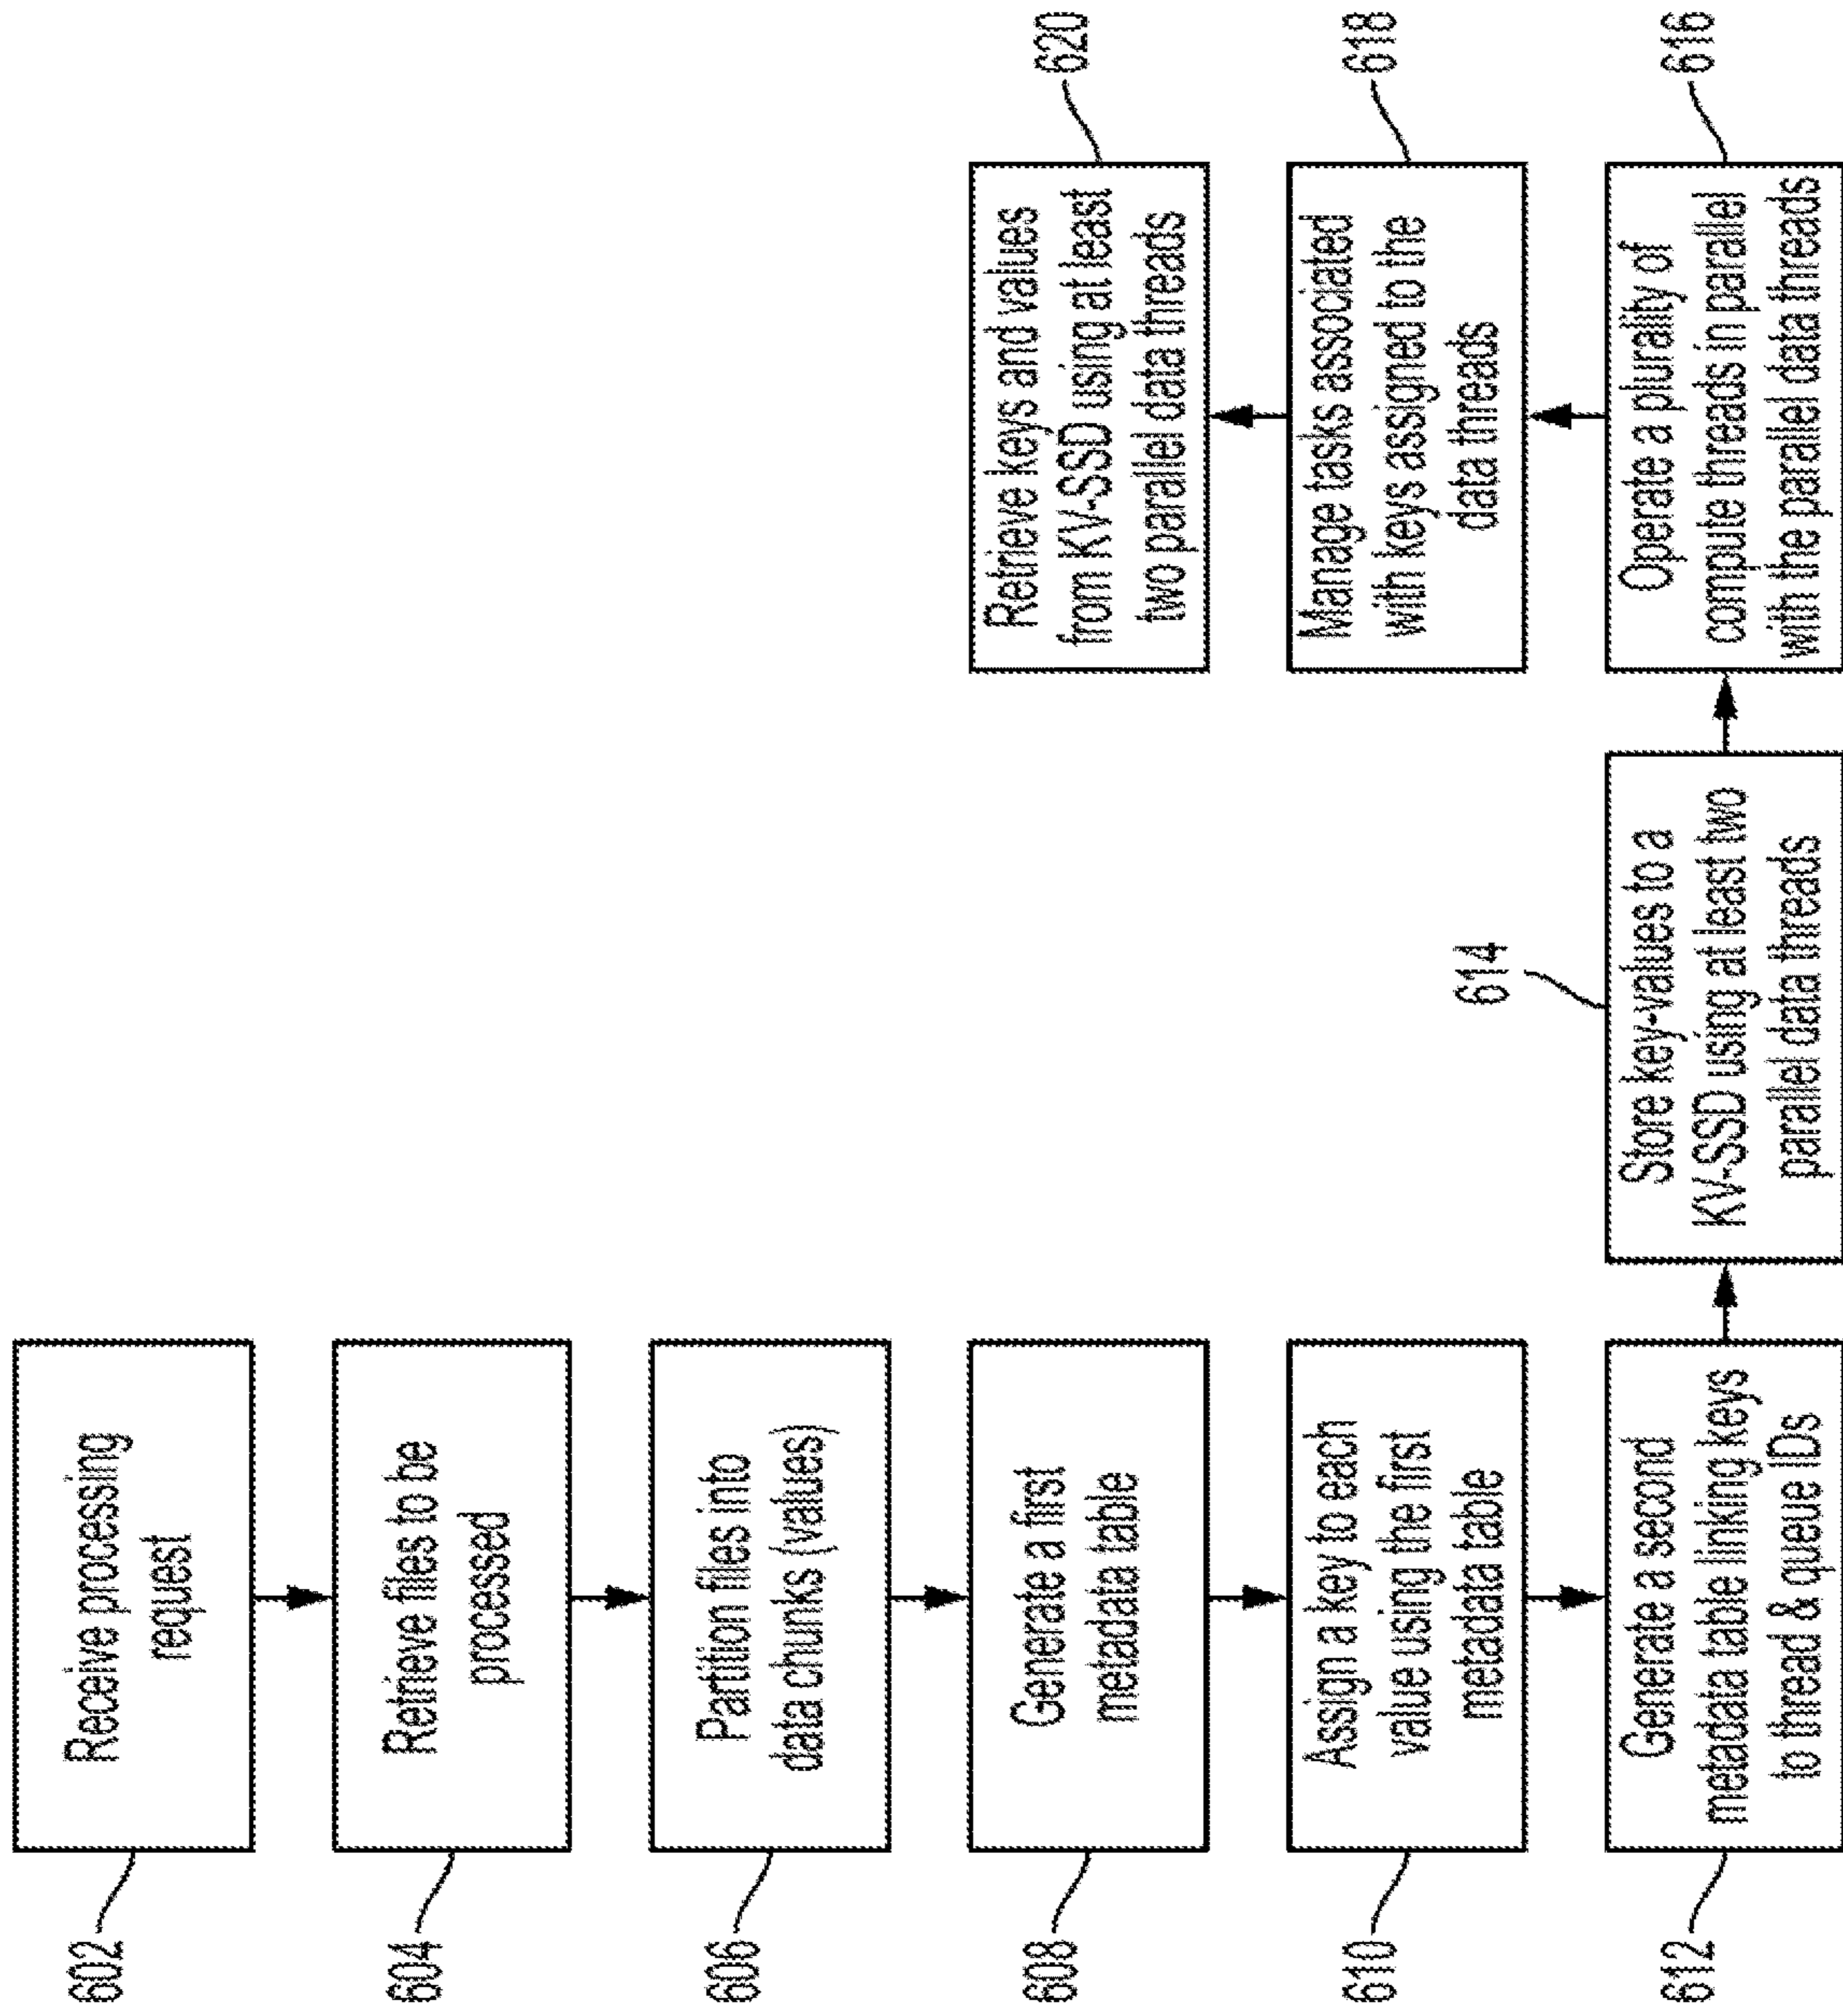 602
Receive processing
request
604
Retrieve files to be
processed
606
Partition files into
data chunks (values)
608
Generate a first
metadata table
610
Assign a key to each
value using the first
metadata table
612
Generate a second
metadata table linking keys
to thread & queue IDs
614
Store key-values to a
KV-SSD using at least two
parallel data threads
616
Operate a plurality of
compute threads in parallel
with the parallel data threads
618
Manage tasks associated
with keys assigned to the
data threads
620
Retrieve keys and values
from KV-SSD using at least
two parallel data threads